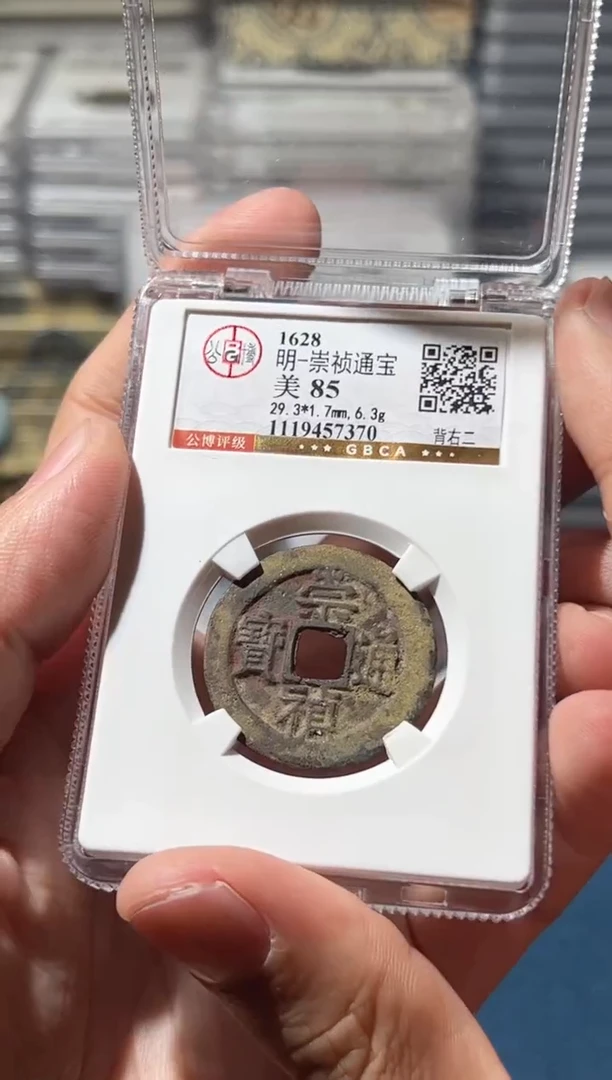 1628
明-崇祯通宝
美 85
29.3*1.7mm, 6.3g
1119457370
背右二
公博评级
GBCA
崇
通
寶
禎